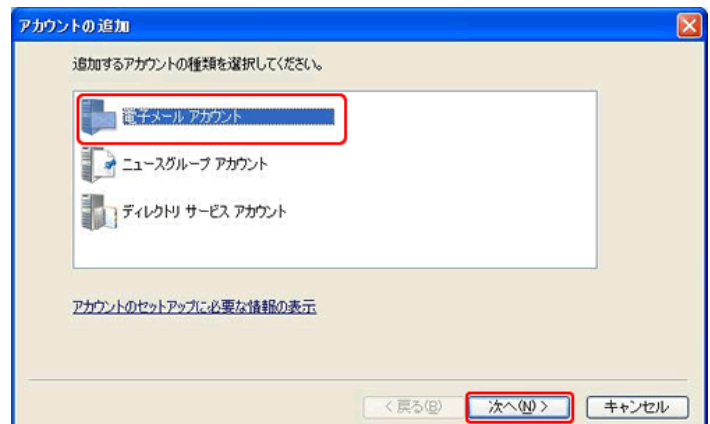 アカウントの追加
追加するアカウントの種類を選択してください。
電子メール アカウント
ニュースグループ アカウント
ディレクトリ サービス アカウント
アカウントのセットアップに必要な情報の表示
< 戻る(B)
次へ(N) >
キャンセル